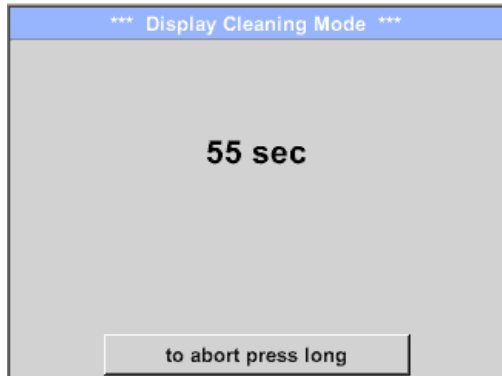 *** Display Cleaning Mode ***
55 sec
to abort press long